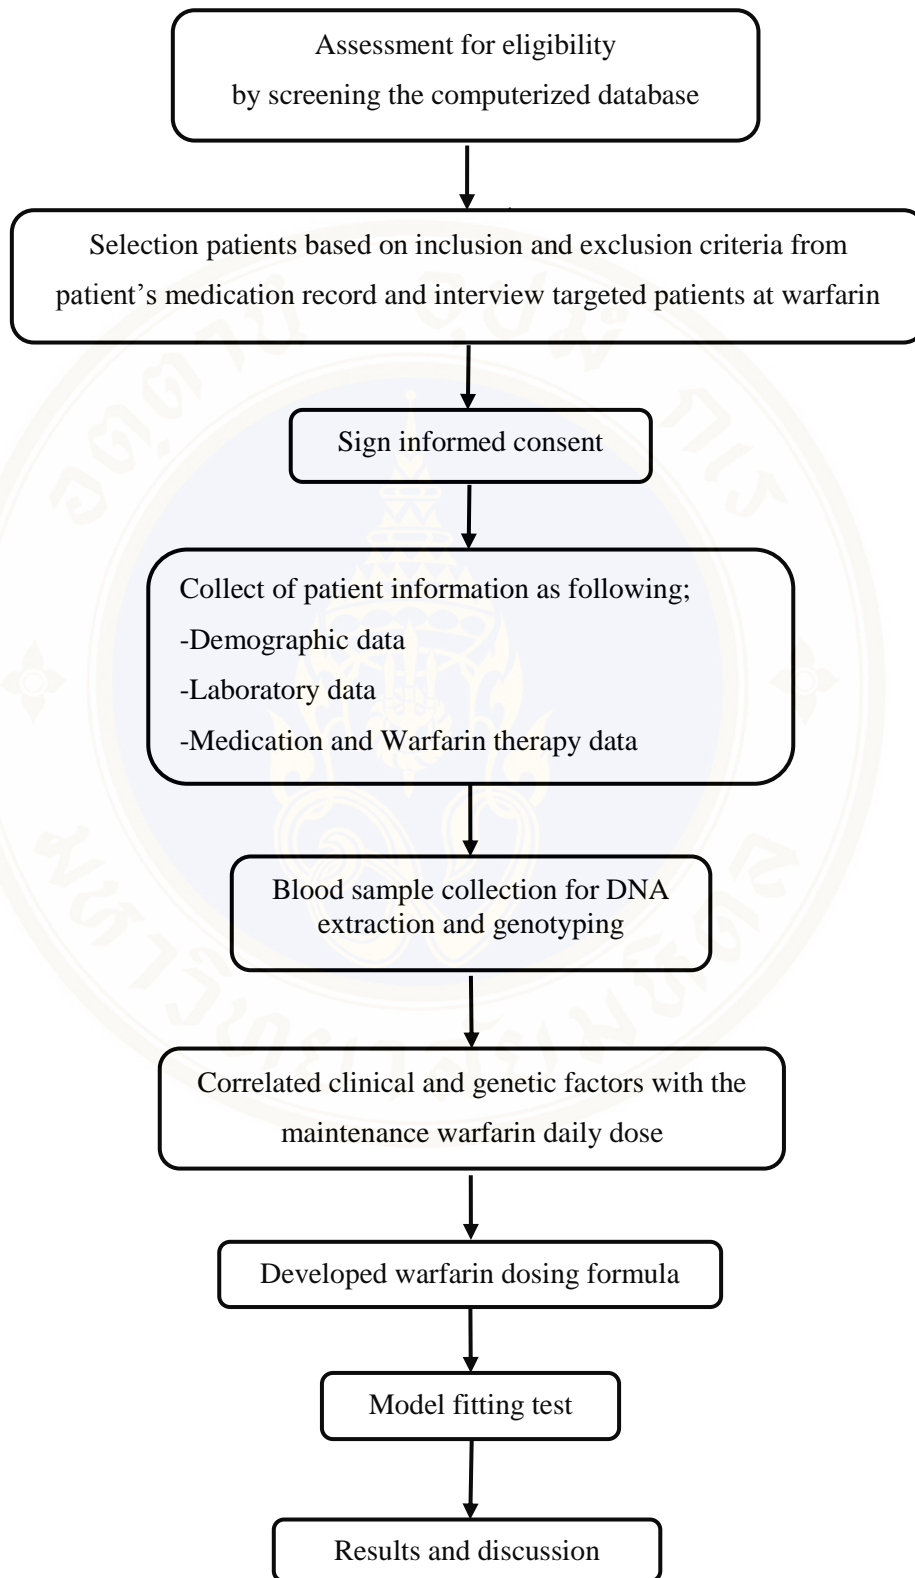 Assessment for eligibility
by screening the computerized database
Selection patients based on inclusion and exclusion criteria from
patient’s medication record and interview targeted patients at warfarin
Sign informed consent
Collect of patient information as following;
-Demographic data
-Laboratory data
-Medication and Warfarin therapy data
Blood sample collection for DNA
extraction and genotyping
Correlated clinical and genetic factors with the
maintenance warfarin daily dose
Developed warfarin dosing formula
Model fitting test
Results and discussion